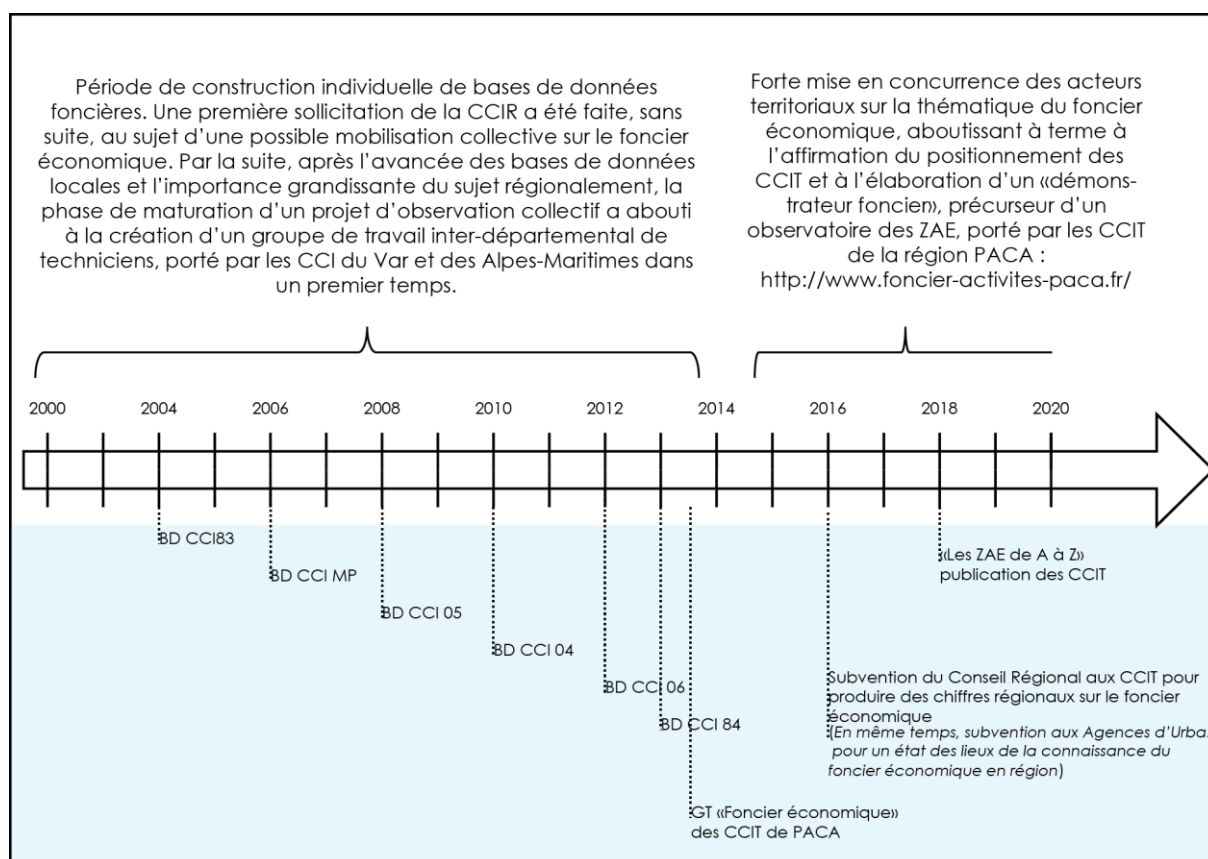 Période de construction individuelle de bases de données
foncières. Une première sollicitation de la CCIR a été faite, sans
suite, au sujet d'une possible mobilisation collective sur le foncier
économique. Par la suite, après l'avancée des bases de données
locales et l'importance grandissante du sujet régionalement, la
phase de maturation d'un projet d'observation collectif a abouti
à la création d'un groupe de travail inter-départemental de
techniciens, porté par les CCI du Var et des Alpes-Maritimes dans
un premier temps.
Forte mise en concurrence des acteurs
territoriaux sur la thématique du foncier
économique, aboutissant à terme à
l'affirmation du positionnement des
CCIT et à l'élaboration d'un «démons-
trateur foncien», précurseur d'un
observatoire des ZAE, porté par les CCIT
de la région PACA :
http://www.foncier-activites-paca.fr/
2000 2004 2006 2008 2010 2012 2014 2016 2018 2020
BD CCI83
BD CCI MP
BD CCI 05
BD CCI 04
BD CCI 06
BD CCI 84
GT «Foncier économique»
des CCIT de PACA
Subvention du Conseil Régional aux CCIT pour
produire des chiffres régionaux sur le foncier
économique
(En même temps, subvention aux Agences d'Urba
pour un état des lieux de la connaissance du
foncier économique en région)
«Les ZAE de A à Z»
publication des CCIT